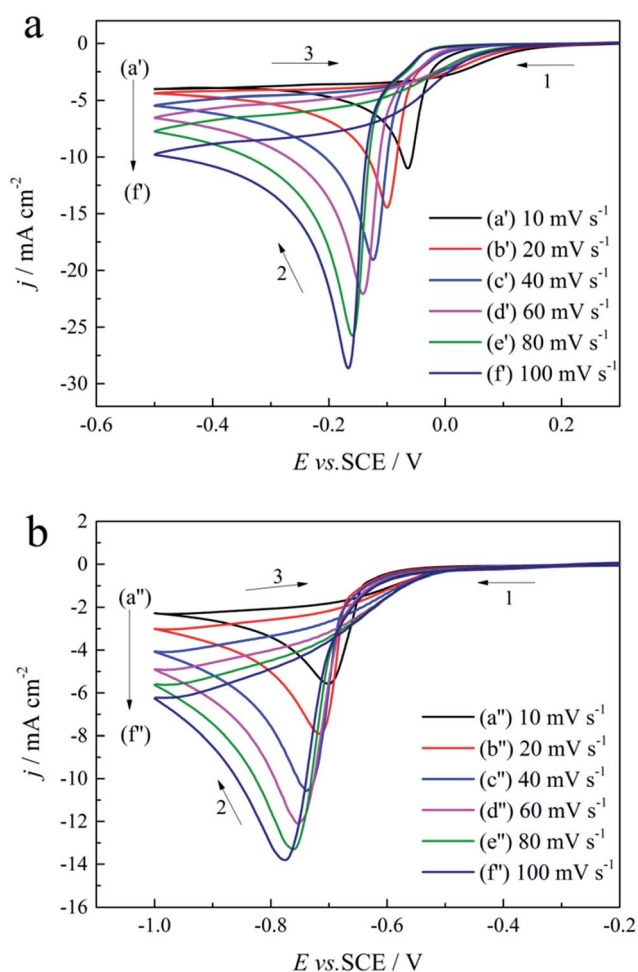 a
0
-5
-10
-15
-20
-25
-30
j / mA cm⁻²
(a')
(f')
3
1
2
(a') 10 mV s⁻¹
(b') 20 mV s⁻¹
(c') 40 mV s⁻¹
(d') 60 mV s⁻¹
(e') 80 mV s⁻¹
(f') 100 mV s⁻¹
-0.6 -0.4 -0.2 0.0 0.2
E vs.SCE / V
b
2
0
-2
-4
-6
-8
-10
-12
-14
-16
j / mA cm⁻²
(a'')
(f'')
3
1
2
(a'') 10 mV s⁻¹
(b'') 20 mV s⁻¹
(c'') 40 mV s⁻¹
(d'') 60 mV s⁻¹
(e'') 80 mV s⁻¹
(f'') 100 mV s⁻¹
-1.0 -0.8 -0.6 -0.4 -0.2
E vs.SCE / V